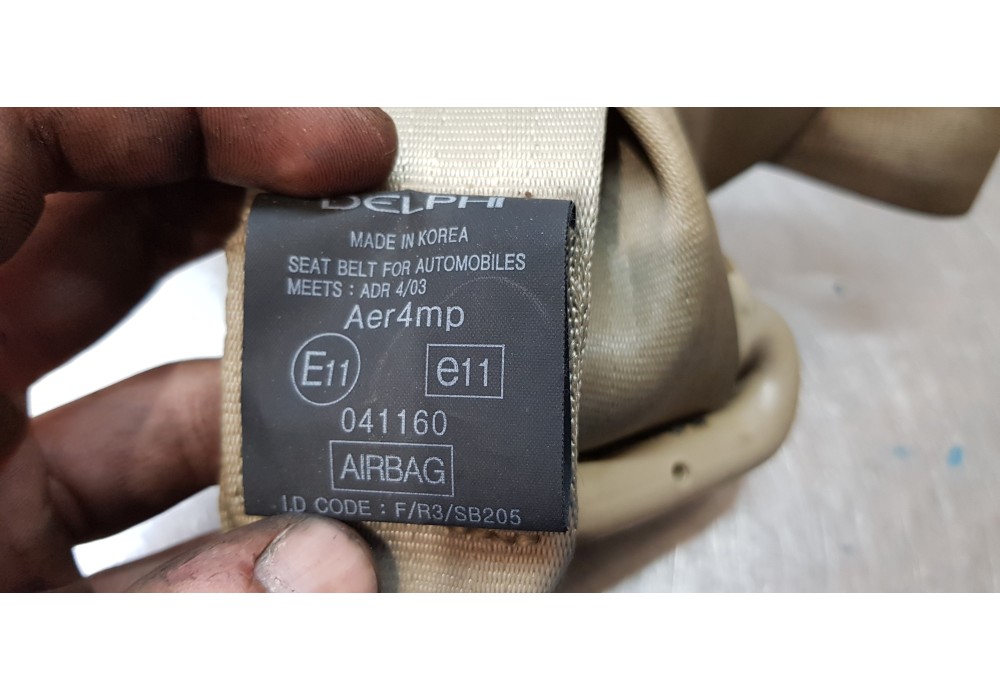 DELPHI
MADE IN KOREA
SEAT BELT FOR AUTOMOBILES
MEETS : ADR 4/03
Aer4mp
E11 e11
041160
AIRBAG
I.D CODE : F/R3/SB205